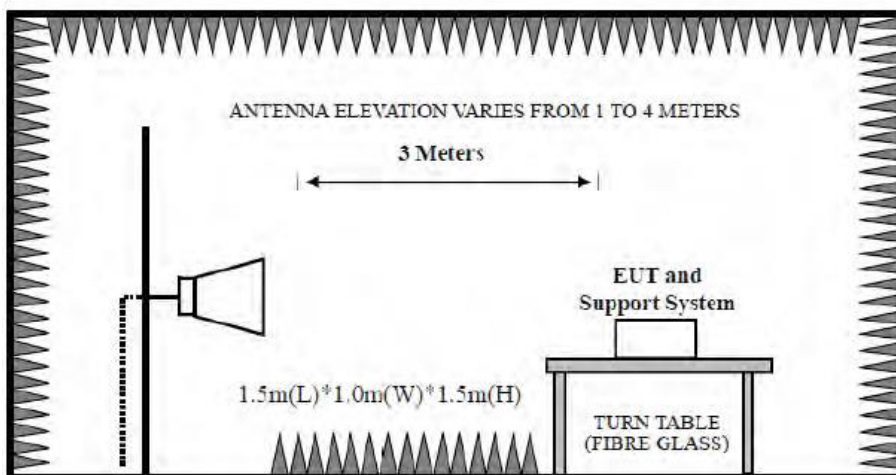 ANTENNA ELEVATION VARIES FROM 1 TO 4 METERS
3 Meters
EUT and
Support System
1.5m(L)*1.0m(W)*1.5m(H)
TURN TABLE
(FIBRE GLASS)